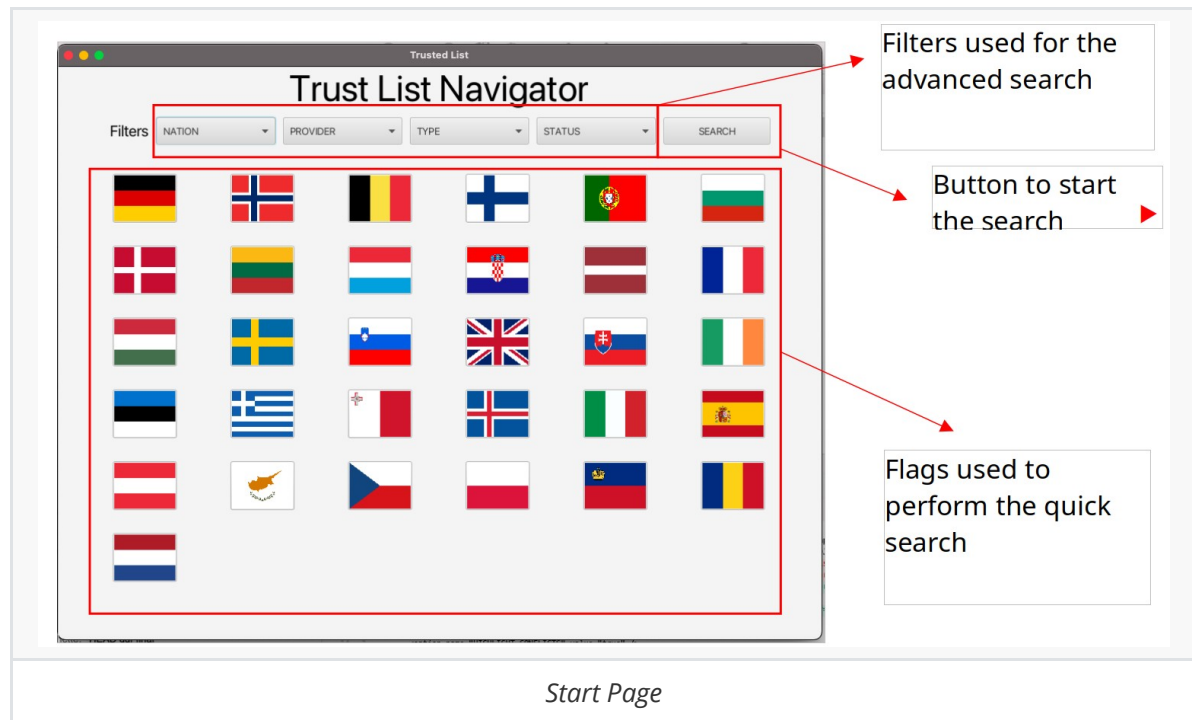 Trusted List
Trust List Navigator
Filters NATION PROVIDER TYPE STATUS SEARCH
Filters used for the
advanced search
Button to start
the search
Flags used to
perform the quick
search
Start Page